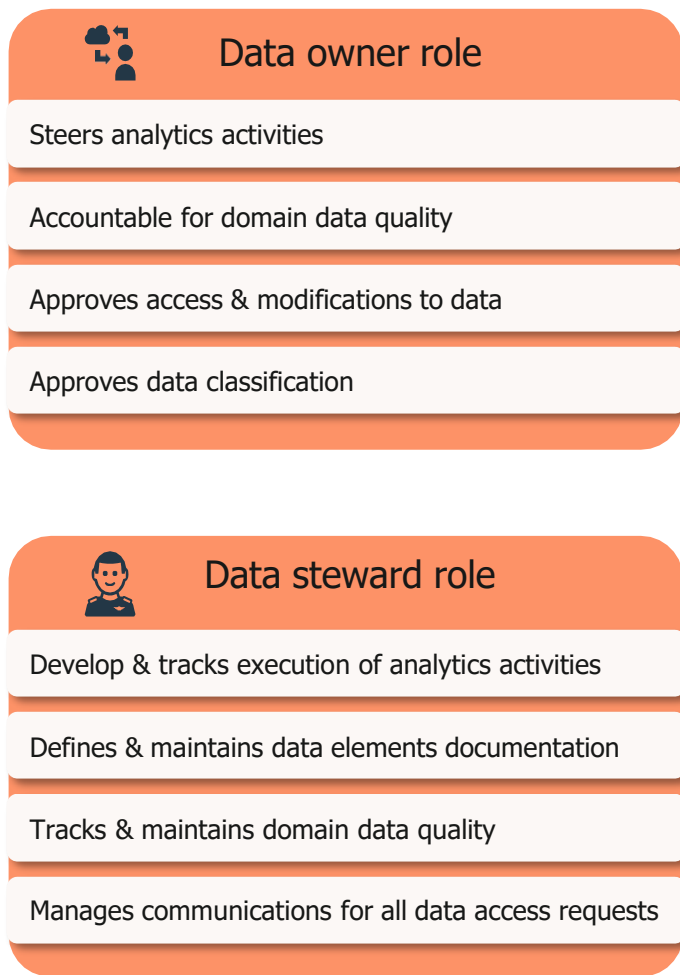 Data owner role
Steers analytics activities
Accountable for domain data quality
Approves access & modifications to data
Approves data classification
Data steward role
Develop & tracks execution of analytics activities
Defines & maintains data elements documentation
Tracks & maintains domain data quality
Manages communications for all data access requests